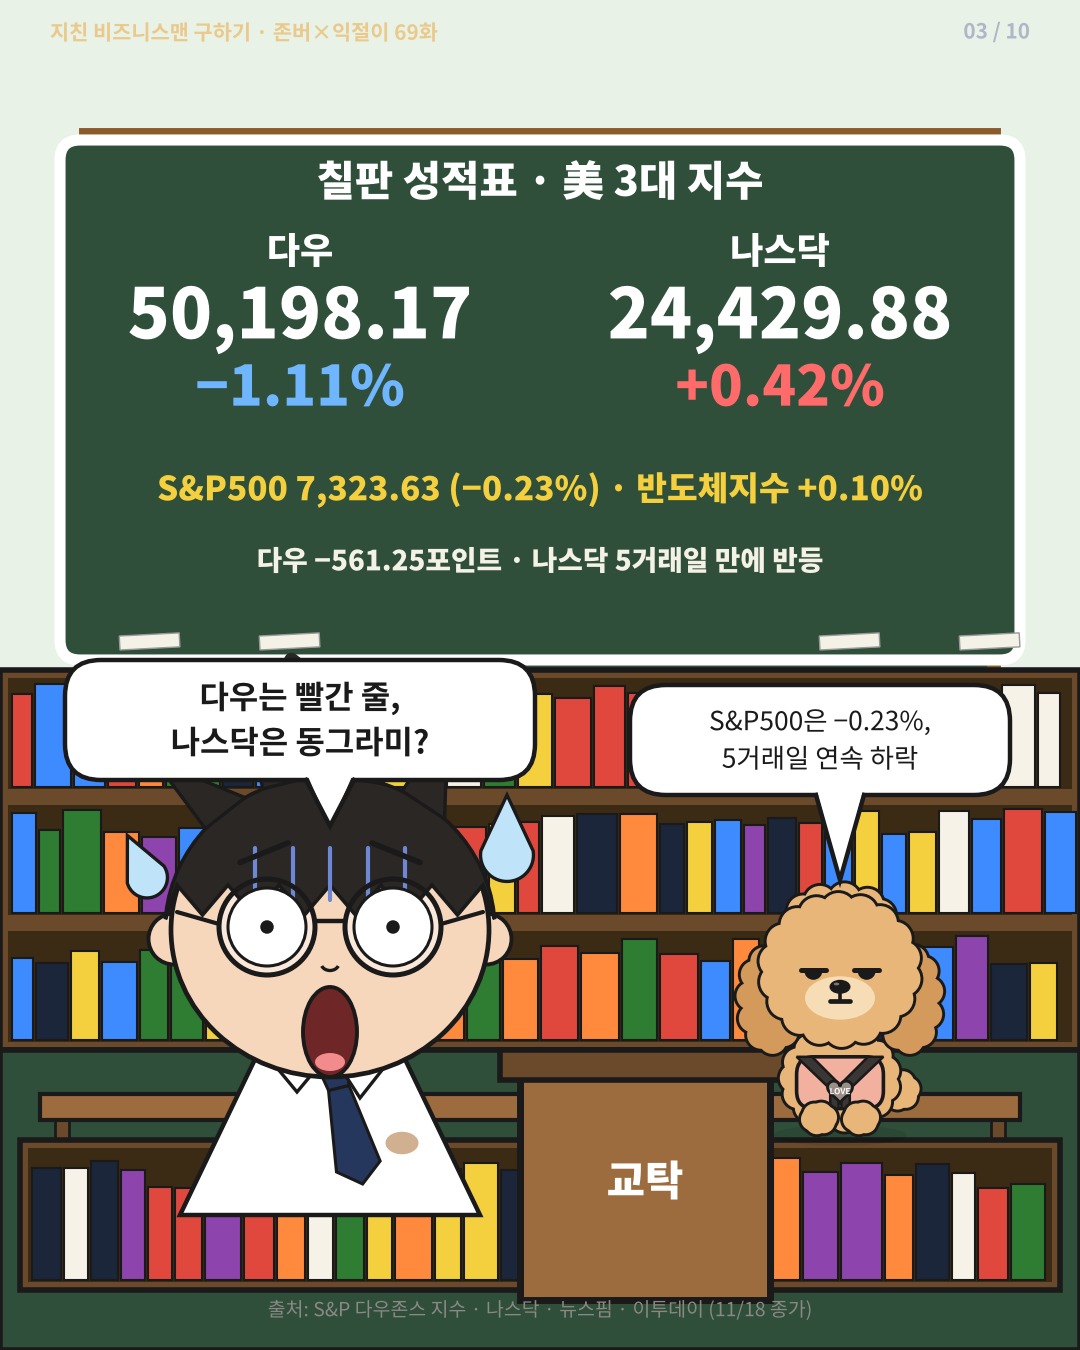 지친 비즈니스맨 구하기 · 존버×익절이 69화
03 / 10
칠판 성적표 · 美 3대 지수
다우
50,198.17
−1.11%
나스닥
24,429.88
+0.42%
S&P500 7,323.63 (−0.23%) · 반도체지수 +0.10%
다우 −561.25포인트 · 나스닥 5거래일 만에 반등
다우는 빨간 줄,
나스닥은 동그라미?
S&P500은 −0.23%,
5거래일 연속 하락
LOVE
교탁
출처: S&P 다우존스 지수 · 나스닥 · 뉴스핌 · 이투데이 (11/18 종가)